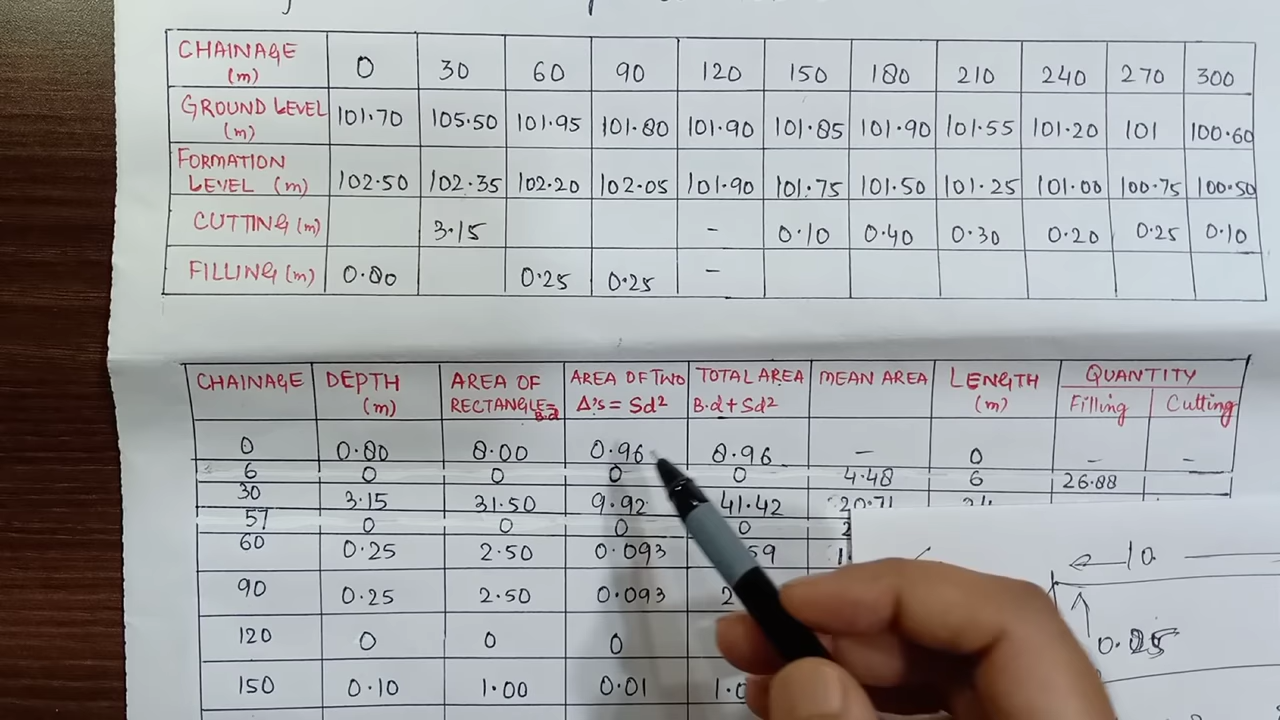 CHAINAGE (m) 0 30 60 90 120 150 180 210 240 270 300
GROUND LEVEL (m) 101.70 105.50 101.95 101.80 101.90 101.85 101.90 101.55 101.20 101 100.60
FORMATION LEVEL (m) 102.50 102.35 102.20 102.05 101.90 101.75 101.50 101.25 101.00 100.75 100.50
CUTTING (m) 3.15 - 0.10 0.40 0.30 0.20 0.25 0.10
FILLING (m) 0.80 0.25 0.25 -
CHAINAGE DEPTH (m) AREA OF RECTANGLE = B.d AREA OF TWO Δ'S = Sd² TOTAL AREA B.d + Sd² MEAN AREA LENGTH (m) QUANTITY Filling Cutting
0 0.80 8.00 0.96 8.96 - 0 - -
6 0 0 0 0 4.48 6 26.88
30 3.15 31.50 9.92 41.42 20.71
57 0 0 0 0
60 0.25 2.50 0.093
90 0.25 2.50 0.093
120 0 0 0
150 0.10 1.00 0.01
10